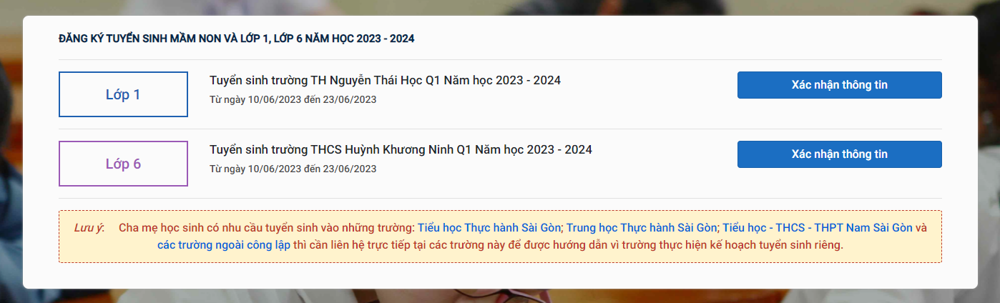 ĐĂNG KÝ TUYỂN SINH MẦM NON VÀ LỚP 1, LỚP 6 NĂM HỌC 2023 - 2024
Lớp 1
Tuyển sinh trường TH Nguyễn Thái Học Q1 Năm học 2023 - 2024
Từ ngày 10/06/2023 đến 23/06/2023
Xác nhận thông tin
Lớp 6
Tuyển sinh trường THCS Huỳnh Khương Ninh Q1 Năm học 2023 - 2024
Từ ngày 10/06/2023 đến 23/06/2023
Xác nhận thông tin
Lưu ý: Cha mẹ học sinh có nhu cầu tuyển sinh vào những trường: Tiểu học Thực hành Sài Gòn; Trung học Thực hành Sài Gòn; Tiểu học - THCS - THPT Nam Sài Gòn và
các trường ngoài công lập thì cần liên hệ trực tiếp tại các trường này để được hướng dẫn vì trường thực hiện kế hoạch tuyển sinh riêng.